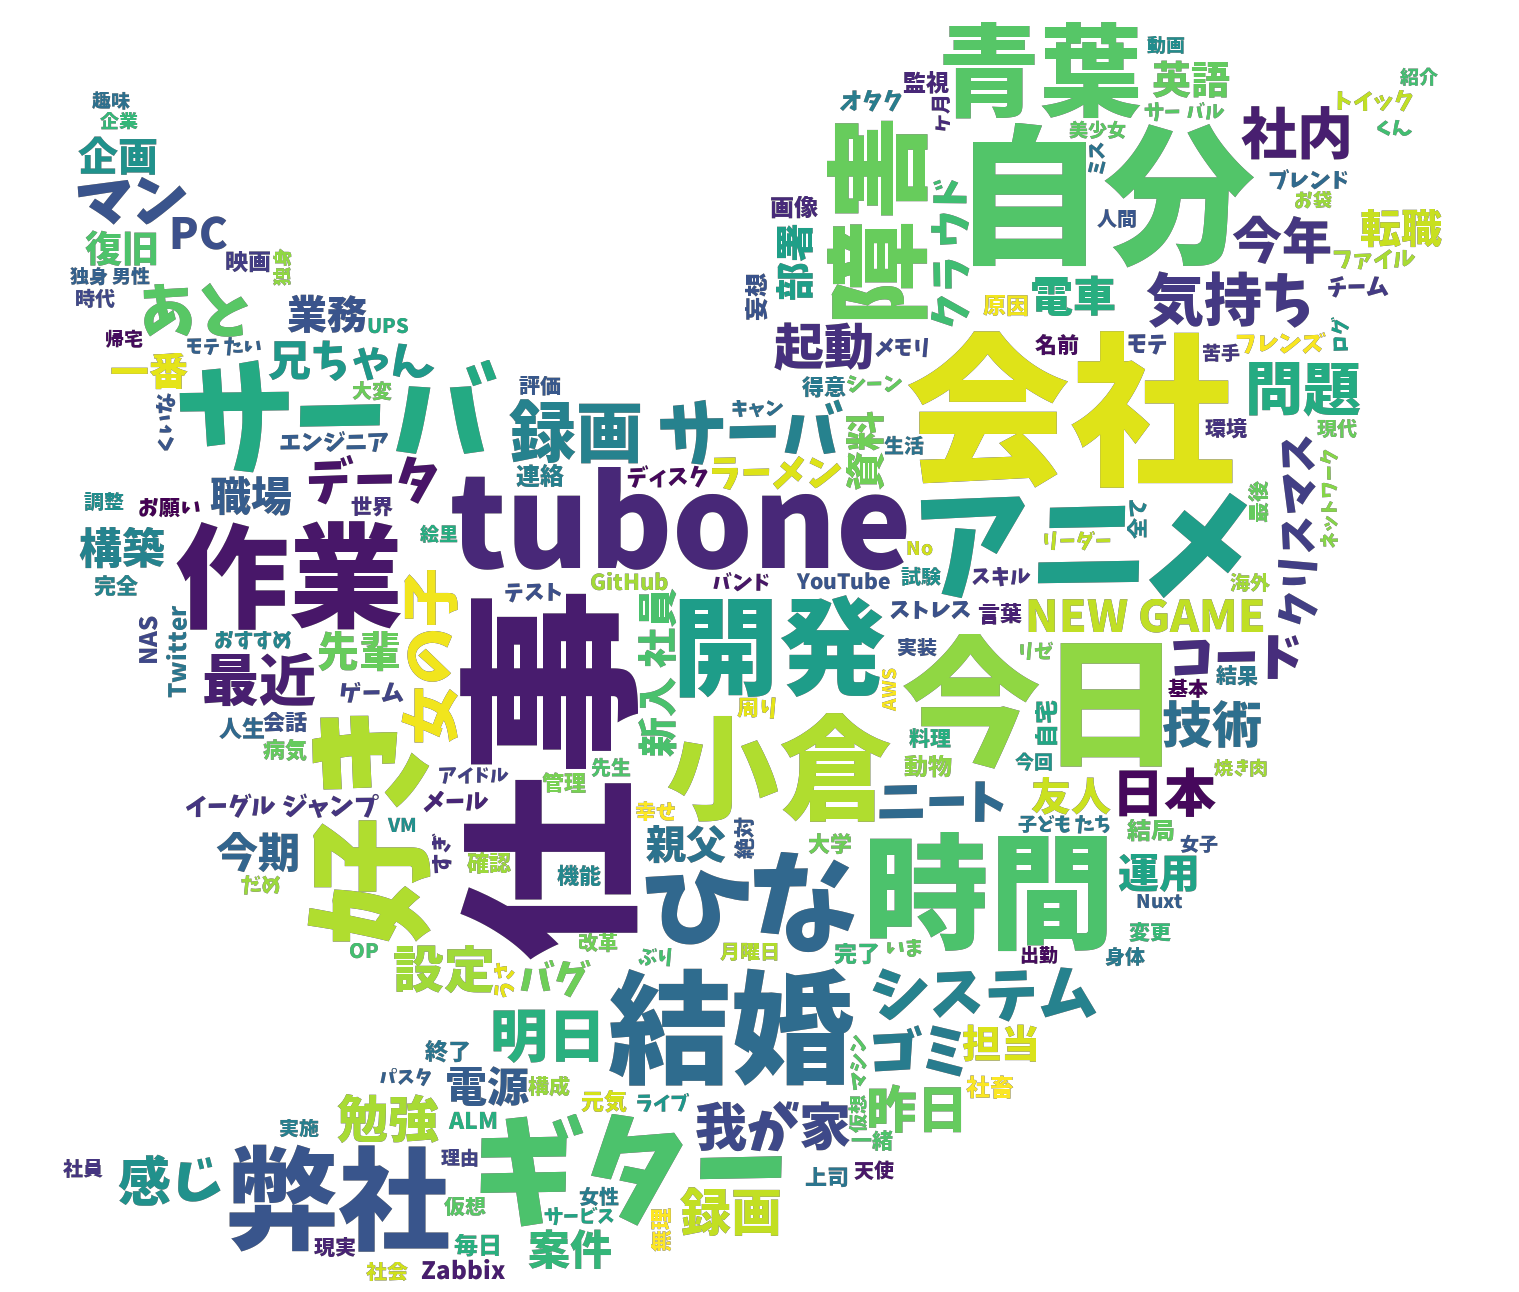 青葉
動画
英語
紹介
監視
オタク
ヶ月
サーバル
トイック
くん
社内
美少女
ミス
障害
自分
趣味
企業
企画
マン
PC
復旧
映画
独身
独身 男性
時代
画像
クラウド
部署
人間
ブレンド
お袋
今年
転職
ファイル
妄想
あと
業務
UPS
帰宅
モテ たい
原因
電車
気持ち
チーム
起動
メモリ
名前
モテ
苦手
フレンズ
ログ
一番
サーバ
兄ちゃん
大変
評価
得意
シーン
会社
問題
くいな
エンジニア
録画 サーバ
キャン
資料
生活
環境
現代
クリスマス
ネットワーク
データ
連絡
ディスク
ラーメン
職場
調整
お願い
世界
tubone
アニメ
乙女
最後
構築
作業
絵里
No
リーダー
完全
テスト
GitHub
バンド
YouTube
試験
スキル
海外
NAS
Twitter
おすすめ
先輩
女の子
仕事
社員
新入
開発
ストレス
言葉
NEW GAME
実装
リゼ
今日
コード
結果
最近
ゲーム
AWS
基本
人生
会話
病気
好き
周り
小倉
料理
自宅
技術
アイドル
管理
先生
動物
今回
焼き肉
イーグル ジャンプ
メール
幸せ
ニート
友人
日本
VM
子ども たち
今期
すぎ
確認
親父
絶対
大学
結局
女子
だめ
機能
ひな
時間
運用
Nuxt
OP
改革
ぶり
月曜日
完了
いま
出勤
変更
身体
設定
バグ
明日
結婚
システム
終了
ゴミ
担当
マシン
仮想
パスタ
電源
構成
元気
ライブ
社畜
昨日
勉強
ALM
ギター
我が家
一緒
実施
社員
感じ
弊社
理由
上司
天使
仮想
女性
サービス
録画
無理
現実
毎日
案件
社会
Zabbix